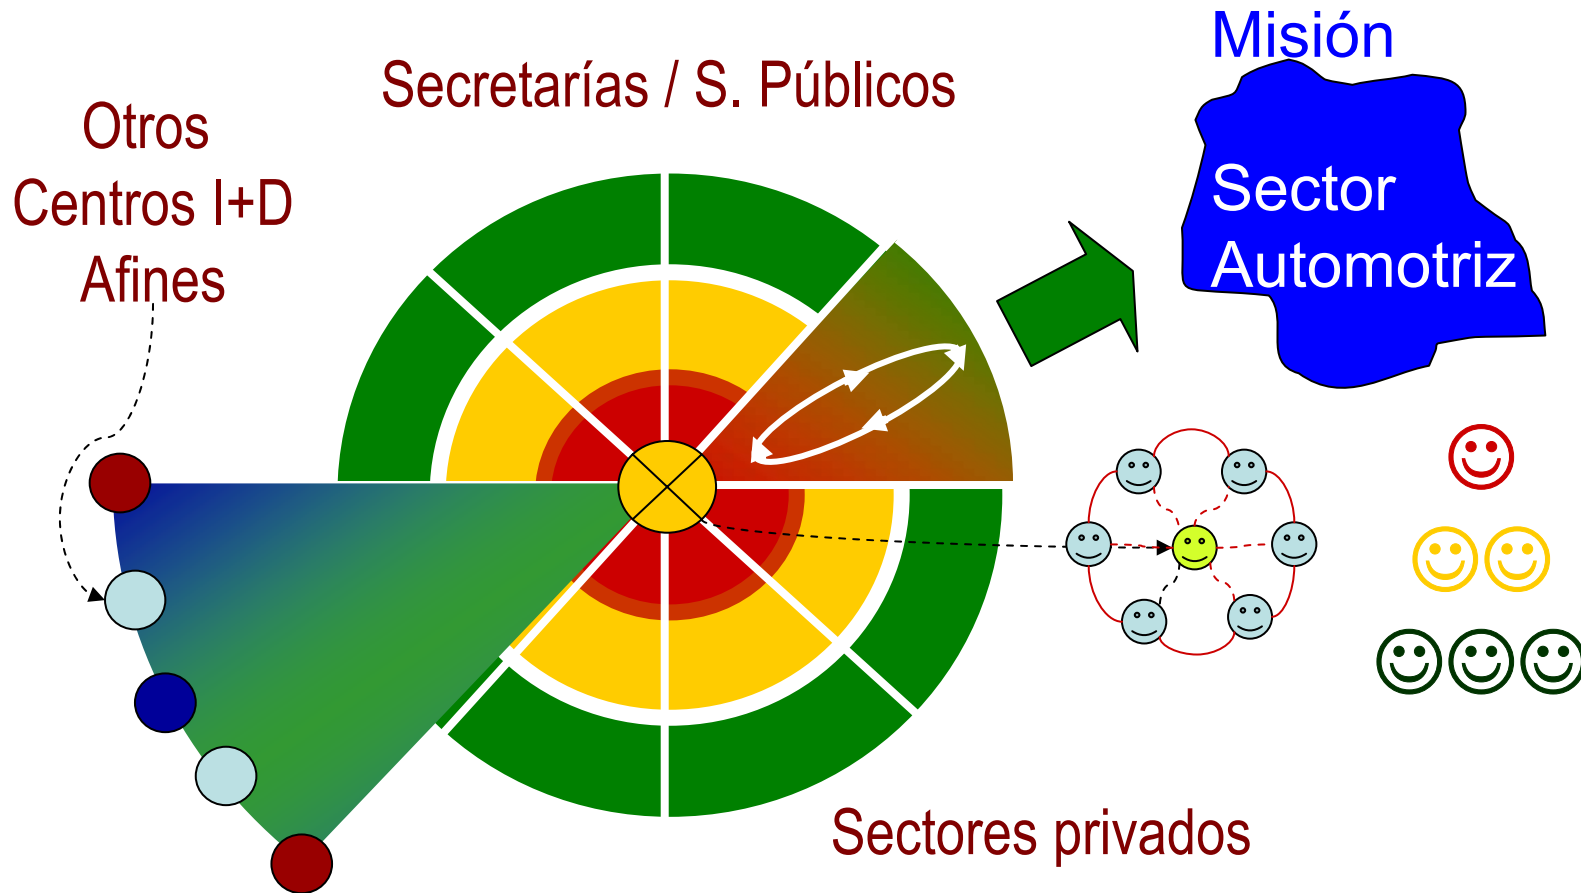 Misión
Secretarías / S. Públicos
Otros
Centros I+D
Afines
Sector
Automotriz
Sectores privados